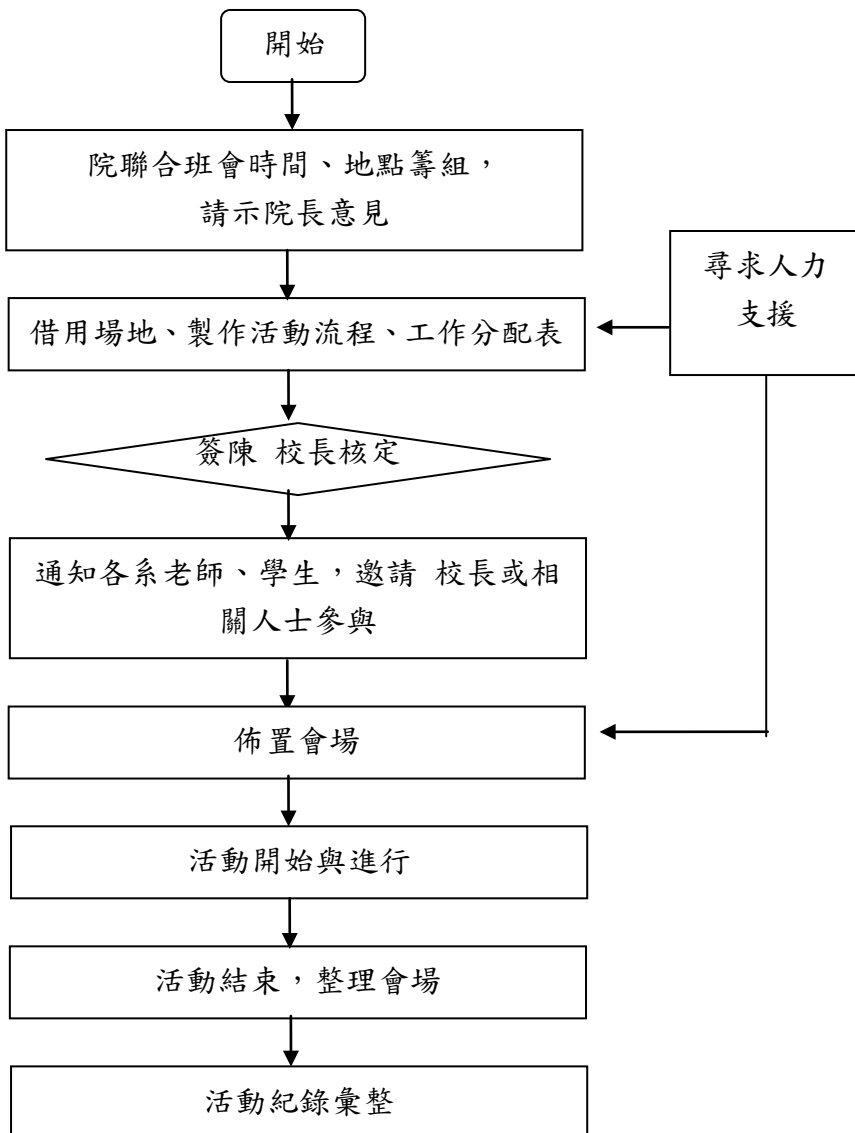 開始
院聯合班會時間、地點籌組，
請示院長意見
尋求人力
支援
借用場地、製作活動流程、工作分配表
簽陳 校長核定
通知各系老師、學生，邀請 校長或相
關人士參與
佈置會場
活動開始與進行
活動結束，整理會場
活動紀錄彙整